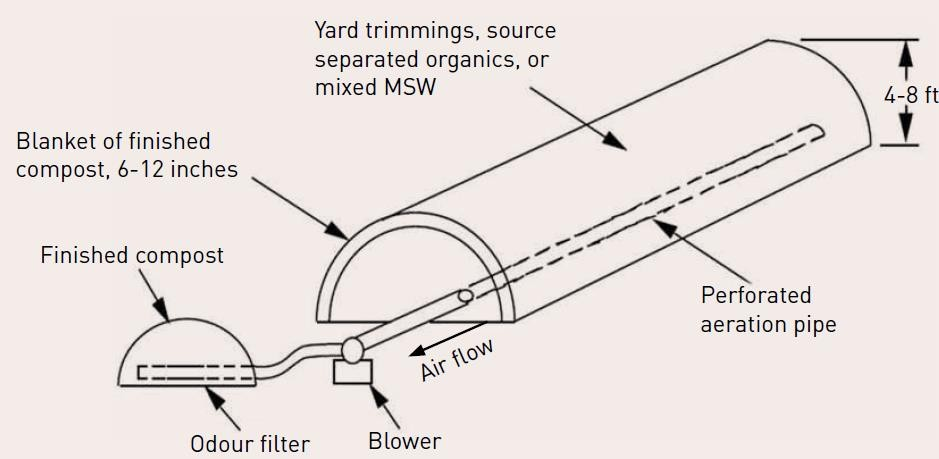 Yard trimmings, source
separated organics, or
mixed MSW
4-8 ft
Blanket of finished
compost, 6-12 inches
Finished compost
Perforated
aeration pipe
Air flow
Odour filter
Blower